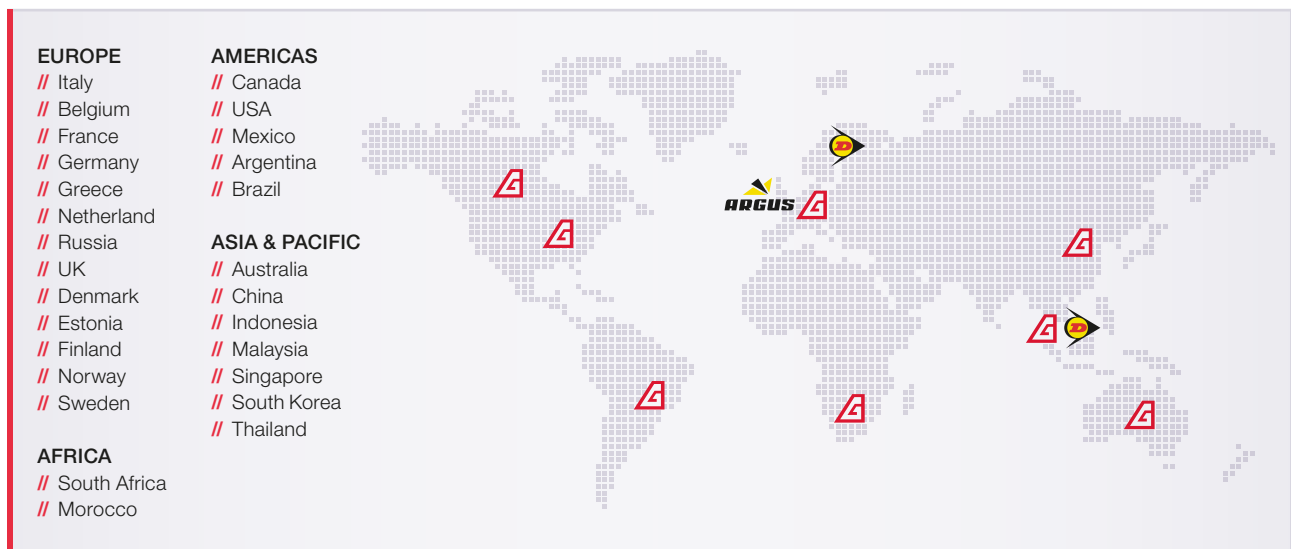 EUROPE
// Italy
// Belgium
// France
// Germany
// Greece
// Netherland
// Russia
// UK
// Denmark
// Estonia
// Finland
// Norway
// Sweden
AFRICA
// South Africa
// Morocco
AMERICAS
// Canada
// USA
// Mexico
// Argentina
// Brazil
ASIA & PACIFIC
// Australia
// China
// Indonesia
// Malaysia
// Singapore
// South Korea
// Thailand
D
ARGUS
D